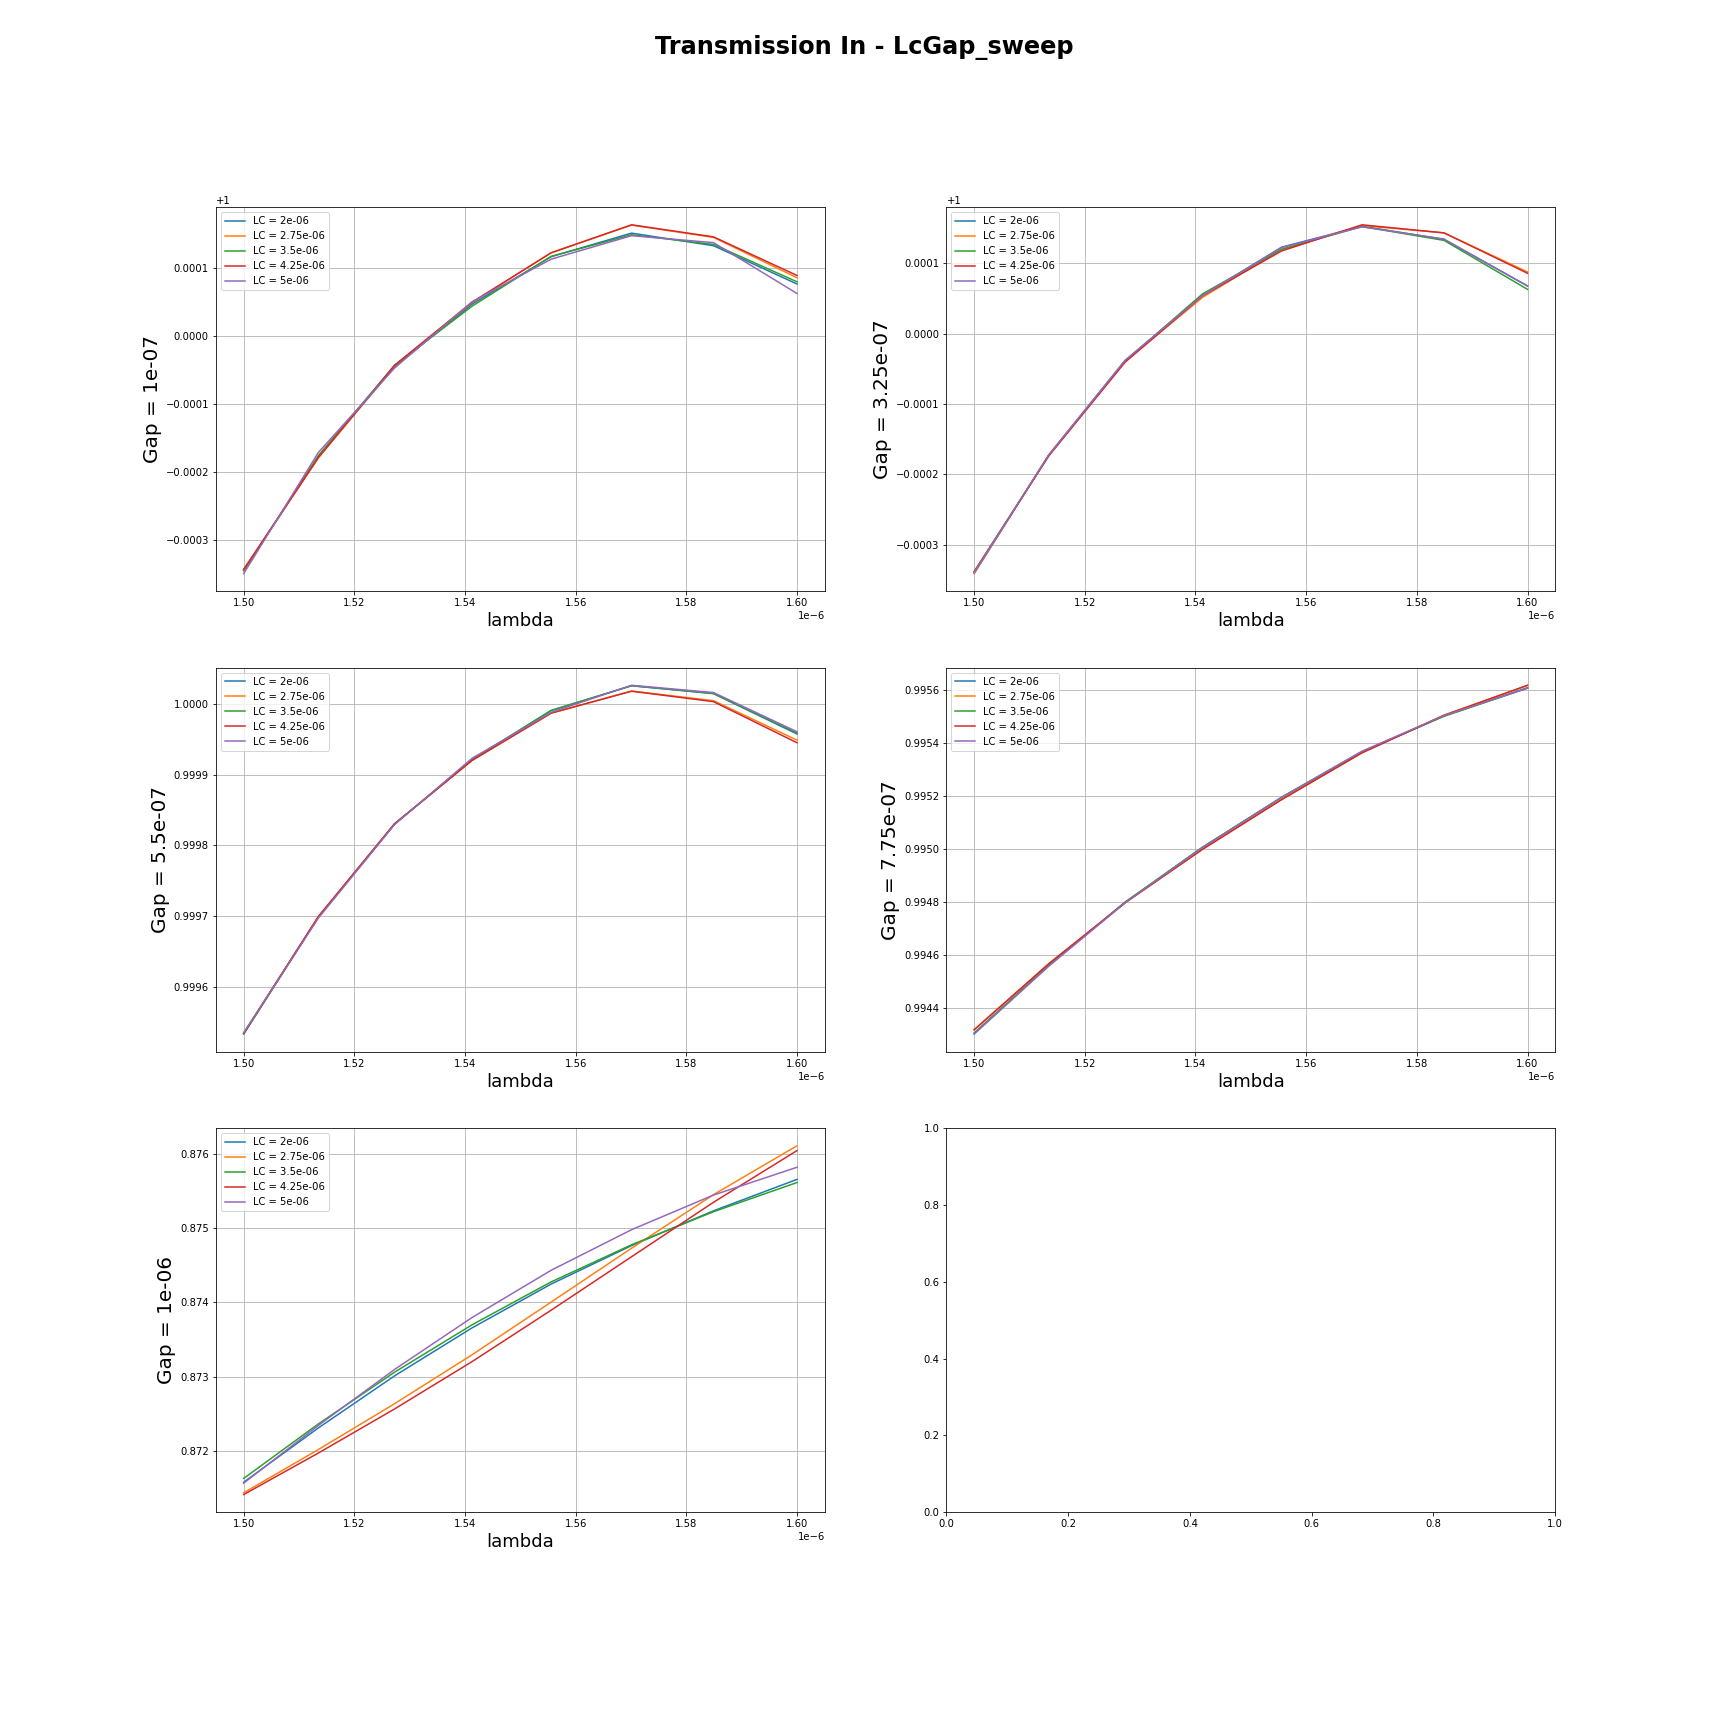 Transmission In - LcGap_sweep
+1
LC = 2e-06
LC = 2.75e-06
LC = 3.5e-06
LC = 4.25e-06
LC = 5e-06
0.0001
0.0000
−0.0001
−0.0002
−0.0003
Gap = 1e-07
1.50 1.52 1.54 1.56 1.58 1.60
1e−6
lambda
+1
LC = 2e-06
LC = 2.75e-06
LC = 3.5e-06
LC = 4.25e-06
LC = 5e-06
0.0001
0.0000
−0.0001
−0.0002
−0.0003
Gap = 3.25e-07
1.50 1.52 1.54 1.56 1.58 1.60
1e−6
lambda
LC = 2e-06
LC = 2.75e-06
LC = 3.5e-06
LC = 4.25e-06
LC = 5e-06
1.0000
0.9999
0.9998
0.9997
0.9996
Gap = 5.5e-07
1.50 1.52 1.54 1.56 1.58 1.60
1e−6
lambda
LC = 2e-06
LC = 2.75e-06
LC = 3.5e-06
LC = 4.25e-06
LC = 5e-06
0.9956
0.9954
0.9952
0.9950
0.9948
0.9946
0.9944
Gap = 7.75e-07
1.50 1.52 1.54 1.56 1.58 1.60
1e−6
lambda
LC = 2e-06
LC = 2.75e-06
LC = 3.5e-06
LC = 4.25e-06
LC = 5e-06
0.876
0.875
0.874
0.873
0.872
Gap = 1e-06
1.50 1.52 1.54 1.56 1.58 1.60
1e−6
lambda
1.0
0.8
0.6
0.4
0.2
0.0
0.0 0.2 0.4 0.6 0.8 1.0